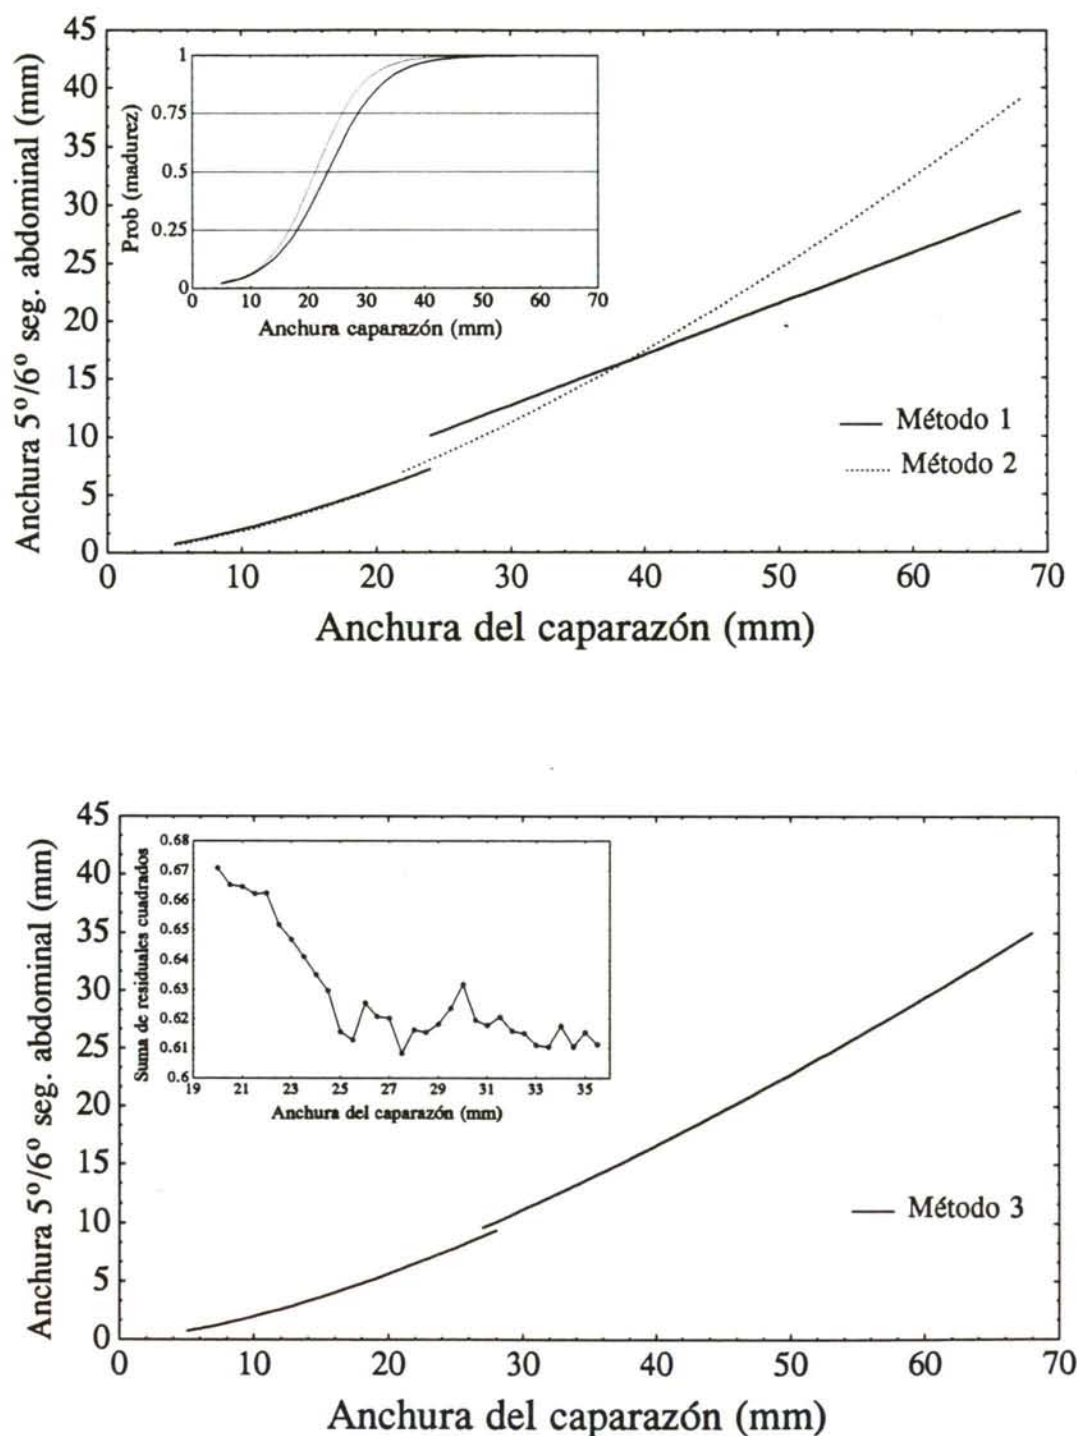 Anchura 5º/6º seg. abdominal (mm)
45
40
35
30
25
20
15
10
5
0
Prob (madurez)
1
0.75
0.5
0.25
0
0 10 20 30 40 50 60 70
Anchura caparazón (mm)
Método 1
Método 2
0 10 20 30 40 50 60 70
Anchura del caparazón (mm)
Anchura 5º/6º seg. abdominal (mm)
45
40
35
30
25
20
15
10
5
0
Suma de residuales cuadrados
0.68
0.67
0.66
0.65
0.64
0.63
0.62
0.61
0.6
19 21 23 25 27 29 31 33 35
Anchura del caparazón (mm)
Método 3
0 10 20 30 40 50 60 70
Anchura del caparazón (mm)